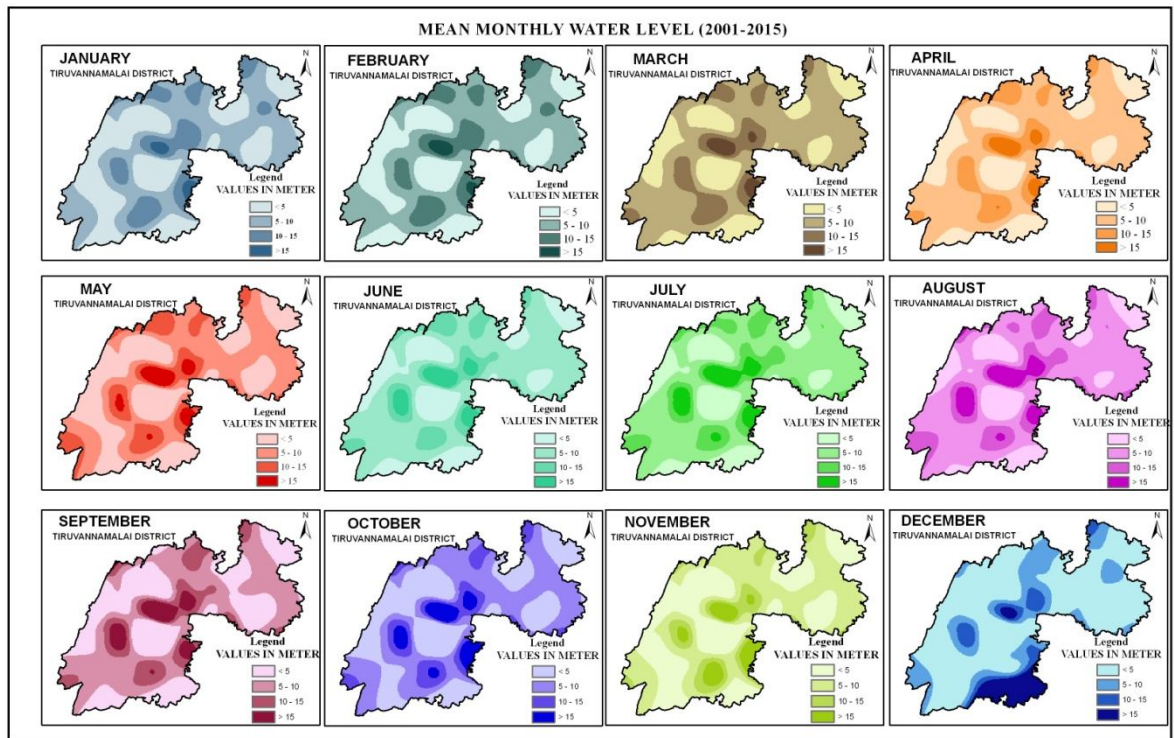 MEAN MONTHLY WATER LEVEL (2001-2015)
JANUARY
TIRUVANNAMALAI DISTRICT
N
Legend
VALUES IN METER
< 5
5 - 10
10 - 15
> 15
FEBRUARY
TIRUVANNAMALAI DISTRICT
N
Legend
VALUES IN METER
< 5
5 - 10
10 - 15
> 15
MARCH
TIRUVANNAMALAI DISTRICT
N
Legend
VALUES IN METER
< 5
5 - 10
10 - 15
> 15
APRIL
TIRUVANNAMALAI DISTRICT
N
Legend
VALUES IN METER
< 5
5 - 10
10 - 15
> 15
MAY
TIRUVANNAMALAI DISTRICT
N
Legend
VALUES IN METER
< 5
5 - 10
10 - 15
> 15
JUNE
TIRUVANNAMALAI DISTRICT
N
Legend
VALUES IN METER
< 5
5 - 10
10 - 15
> 15
JULY
TIRUVANNAMALAI DISTRICT
N
Legend
VALUES IN METER
< 5
5 - 10
10 - 15
> 15
AUGUST
TIRUVANNAMALAI DISTRICT
N
Legend
VALUES IN METER
< 5
5 - 10
10 - 15
> 15
SEPTEMBER
TIRUVANNAMALAI DISTRICT
N
Legend
VALUES IN METER
< 5
5 - 10
10 - 15
> 15
OCTOBER
TIRUVANNAMALAI DISTRICT
N
Legend
VALUES IN METER
< 5
5 - 10
10 - 15
> 15
NOVEMBER
TIRUVANNAMALAI DISTRICT
N
Legend
VALUES IN METER
< 5
5 - 10
10 - 15
> 15
DECEMBER
TIRUVANNAMALAI DISTRICT
N
Legend
VALUES IN METER
< 5
5 - 10
10 - 15
> 15